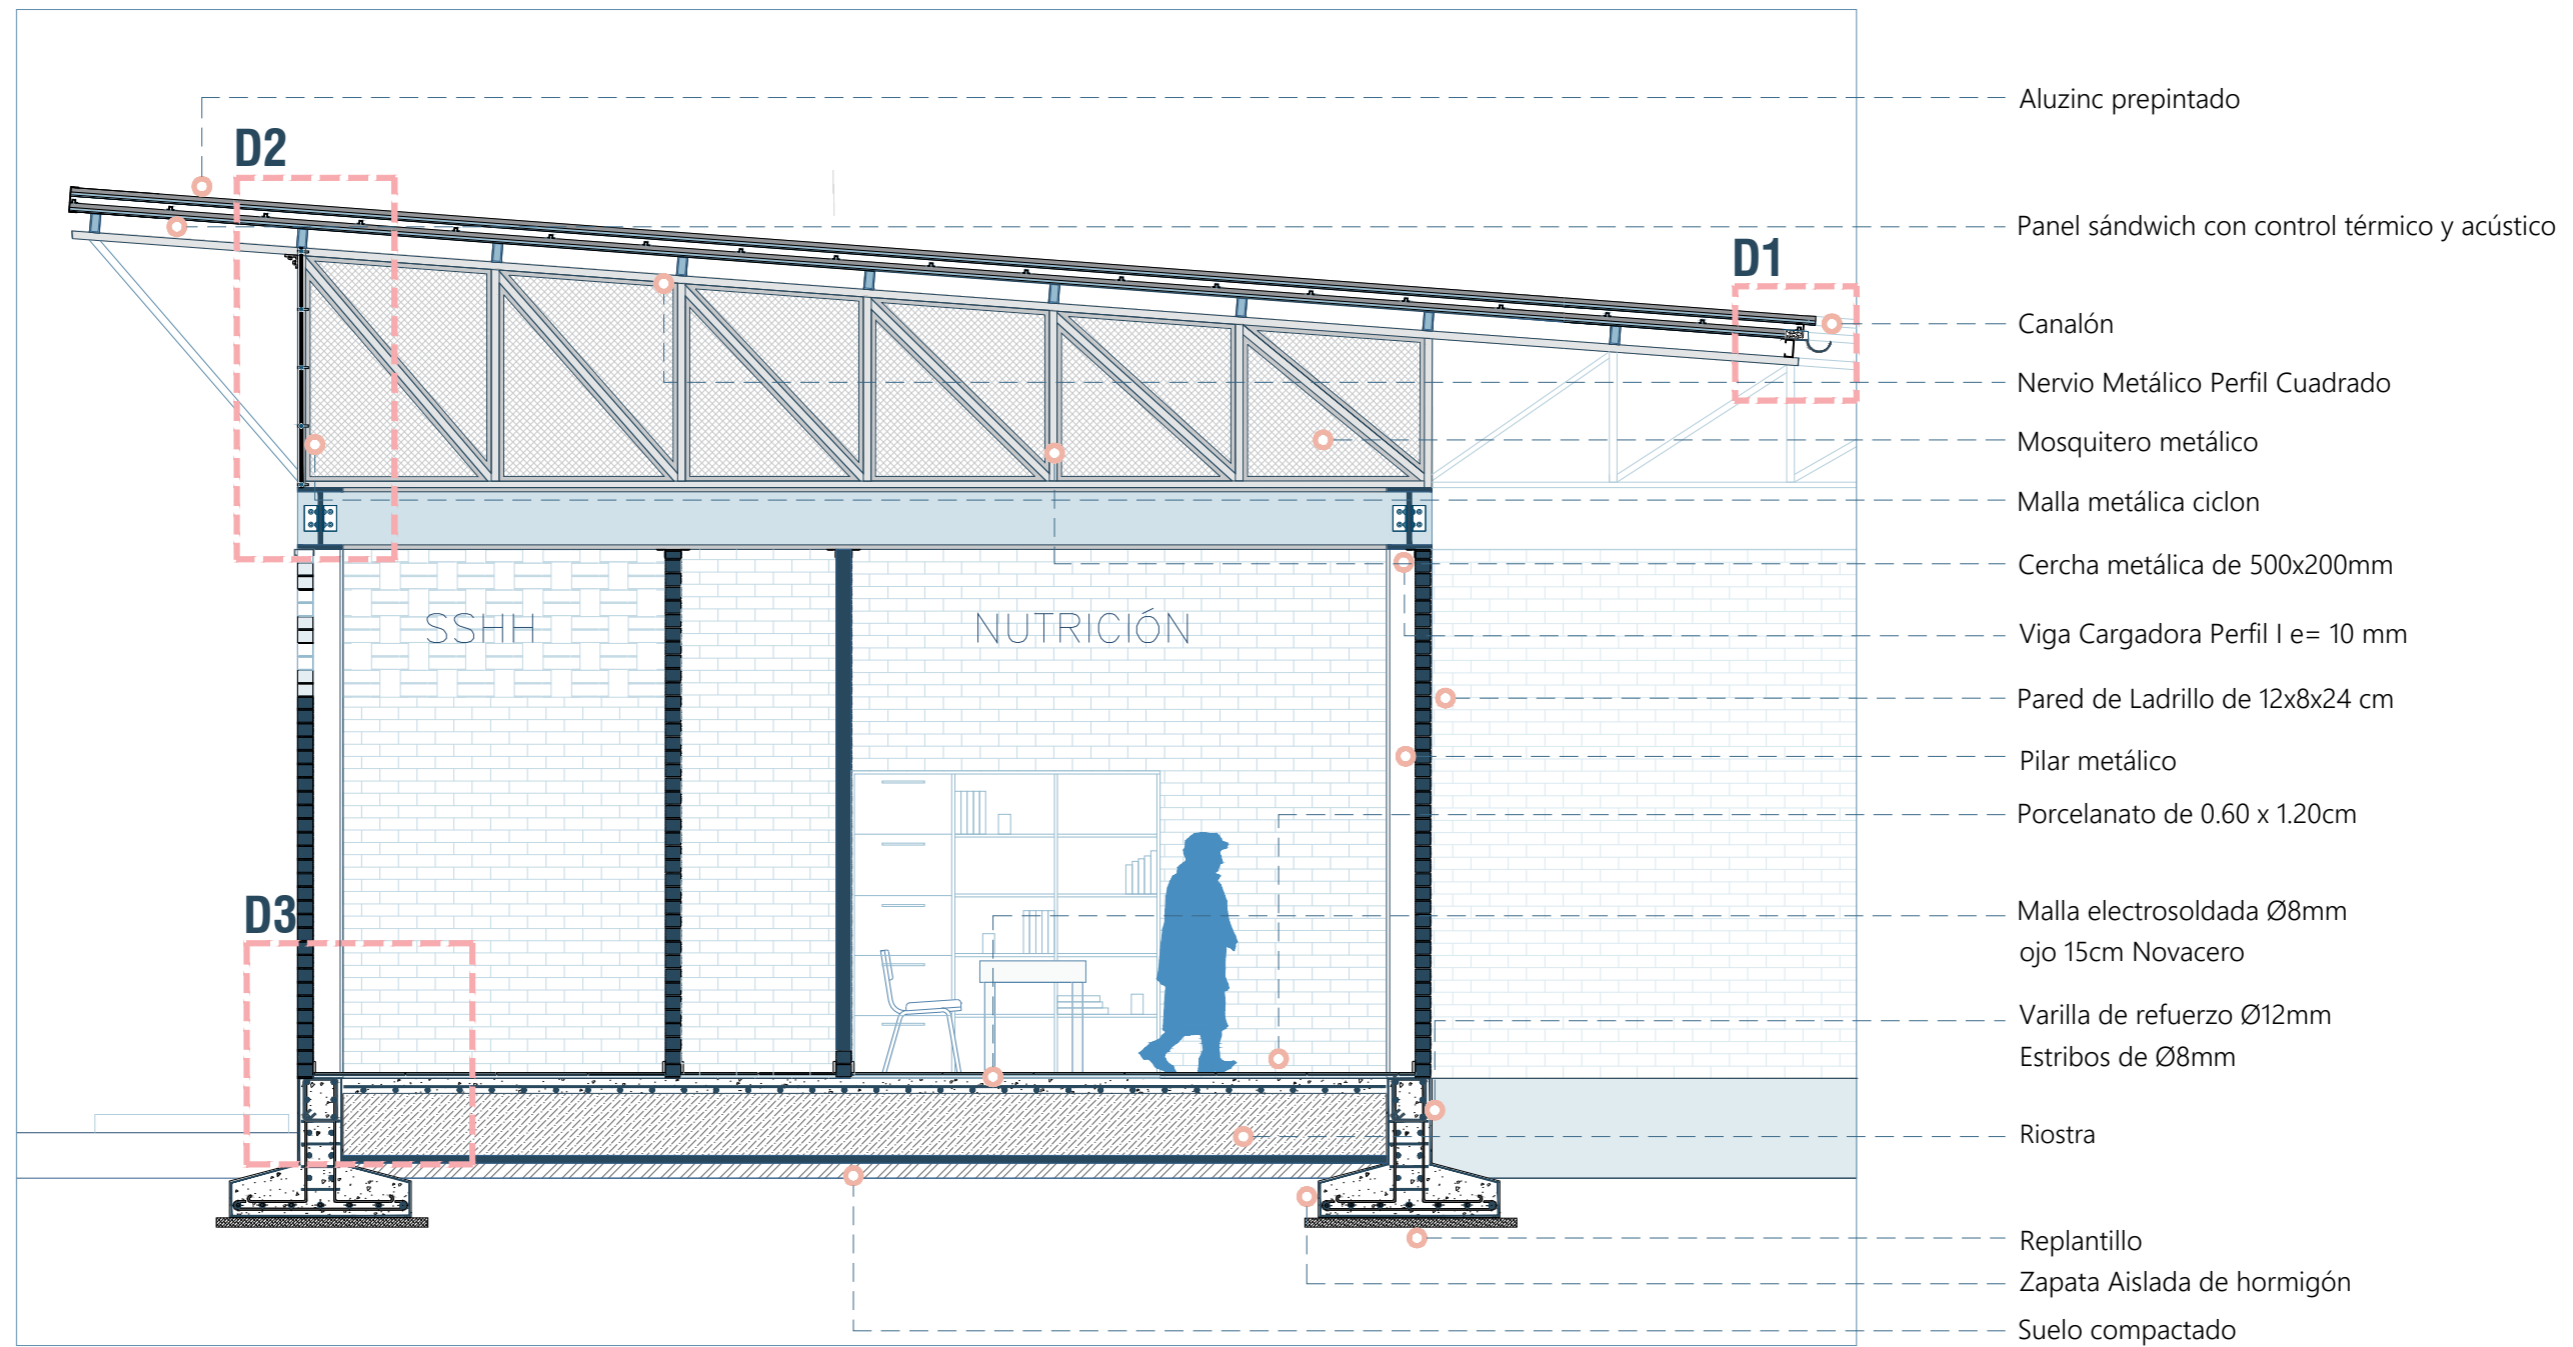 Aluzinc prepintado
D2
Panel sándwich con control térmico y acústico
D1
Canalón
Nervio Metálico Perfil Cuadrado
Mosquitero metálico
Malla metálica ciclon
Cercha metálica de 500x200mm
SSHH
NUTRICIÓN
Viga Cargadora Perfil I e= 10 mm
Pared de Ladrillo de 12x8x24 cm
Pilar metálico
Porcelanato de 0.60 x 1.20cm
D3
Malla electrosoldada Ø8mm
ojo 15cm Novacero
Varilla de refuerzo Ø12mm
Estribos de Ø8mm
Riostra
Replantillo
Zapata Aislada de hormigón
Suelo compactado